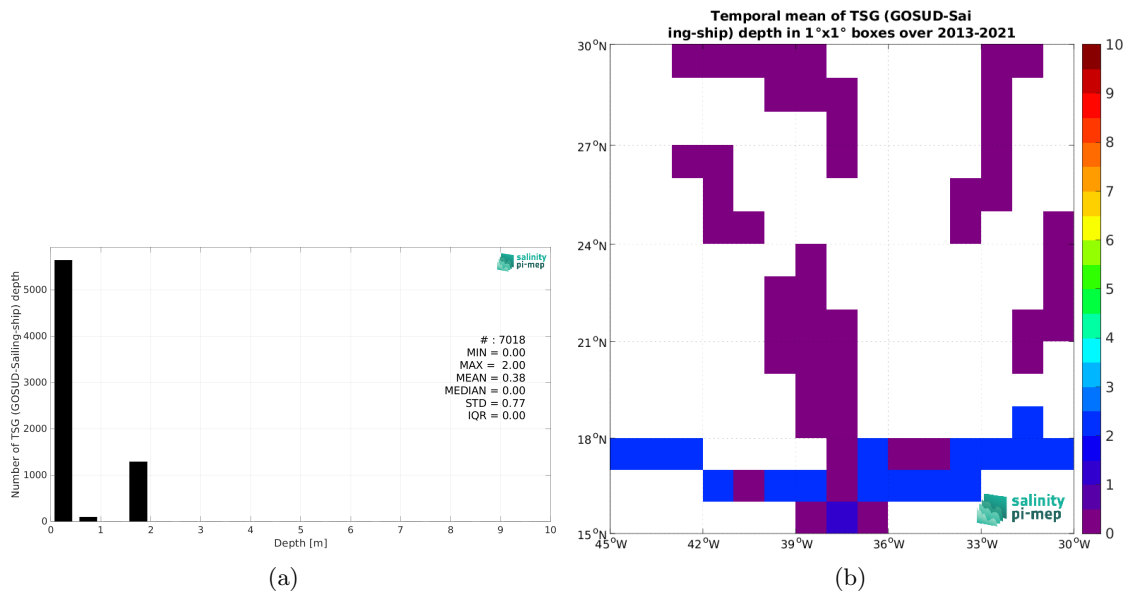 Number of TSG (GOSUD-Sailing-ship) depth
5000
4000
3000
2000
1000
0
0 1 2 3 4 5 6 7 8 9 10
Depth [m]
salinity
pi-mep
# : 7018
MIN = 0.00
MAX = 2.00
MEAN = 0.38
MEDIAN = 0.00
STD = 0.77
IQR = 0.00
(a)
Temporal mean of TSG (GOSUD-Sai
ing-ship) depth in 1°x1° boxes over 2013-2021
30°N
27°N
24°N
21°N
18°N
15°N
45°W 42°W 39°W 36°W 33°W 30°W
salinity
pi-mep
10
9
8
7
6
5
4
3
2
1
0
(b)